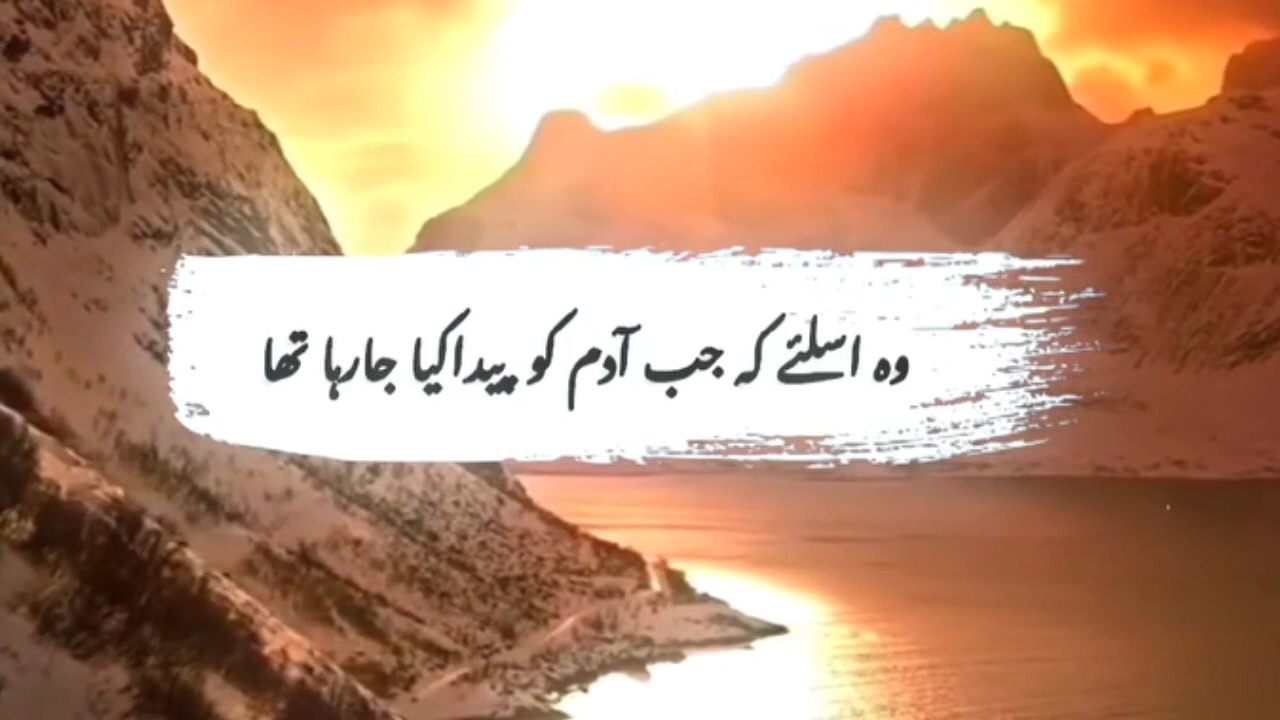 وہ اسلئے کہ جب آدم کو پیدا کیا جارہا تھا